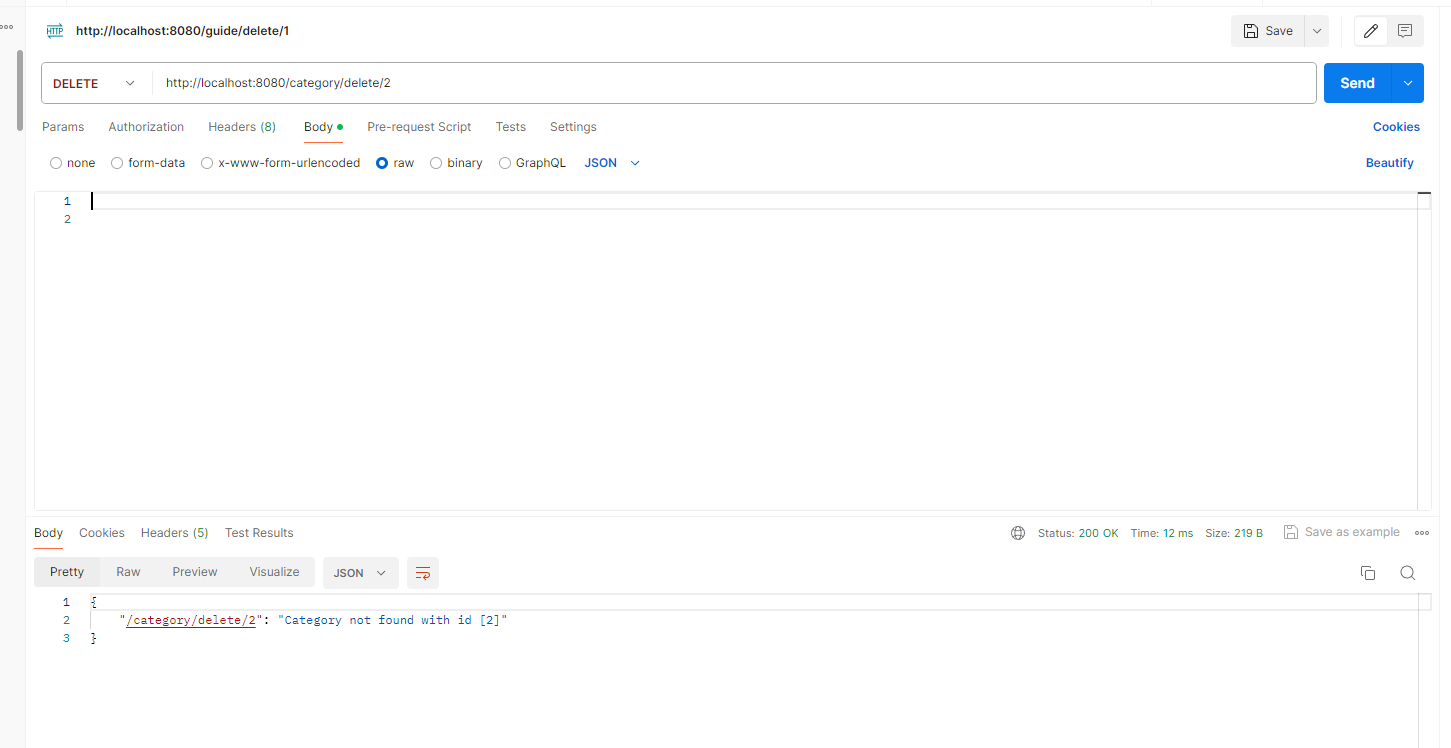 HTTP http://localhost:8080/guide/delete/1 Save
DELETE http://localhost:8080/category/delete/2 Send
Params Authorization Headers (8) Body Pre-request Script Tests Settings Cookies
none form-data x-www-form-urlencoded raw binary GraphQL JSON Beautify
1
2
Body Cookies Headers (5) Test Results Status: 200 OK Time: 12 ms Size: 219 B Save as example
Pretty Raw Preview Visualize JSON
1 {
2 "/category/delete/2": "Category not found with id [2]"
3 }